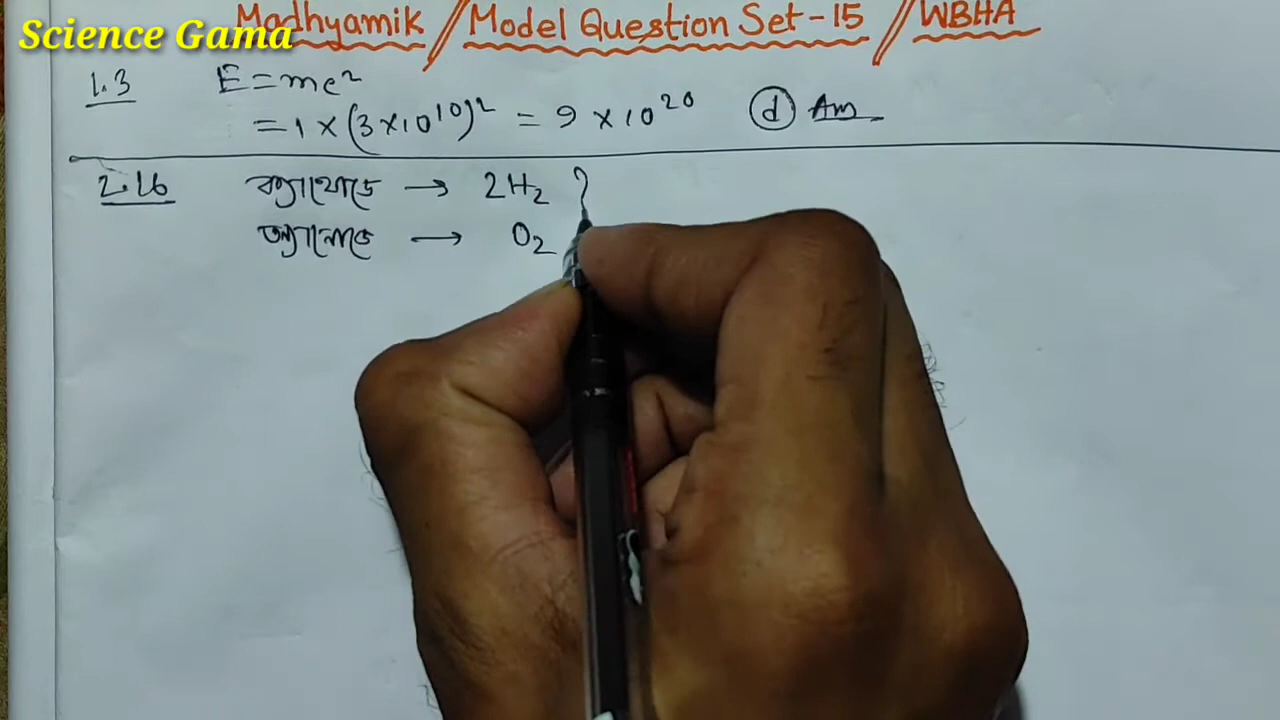 Madhyamik / Model Question Set - 15 / WBHA
Science Gama
1.3 E = mc²
= 1 × (3×10¹⁰)² = 9 × 10²⁰ (d) Ans
2.16 ক্যাথোডে → 2H₂
অ্যানোডে → O₂